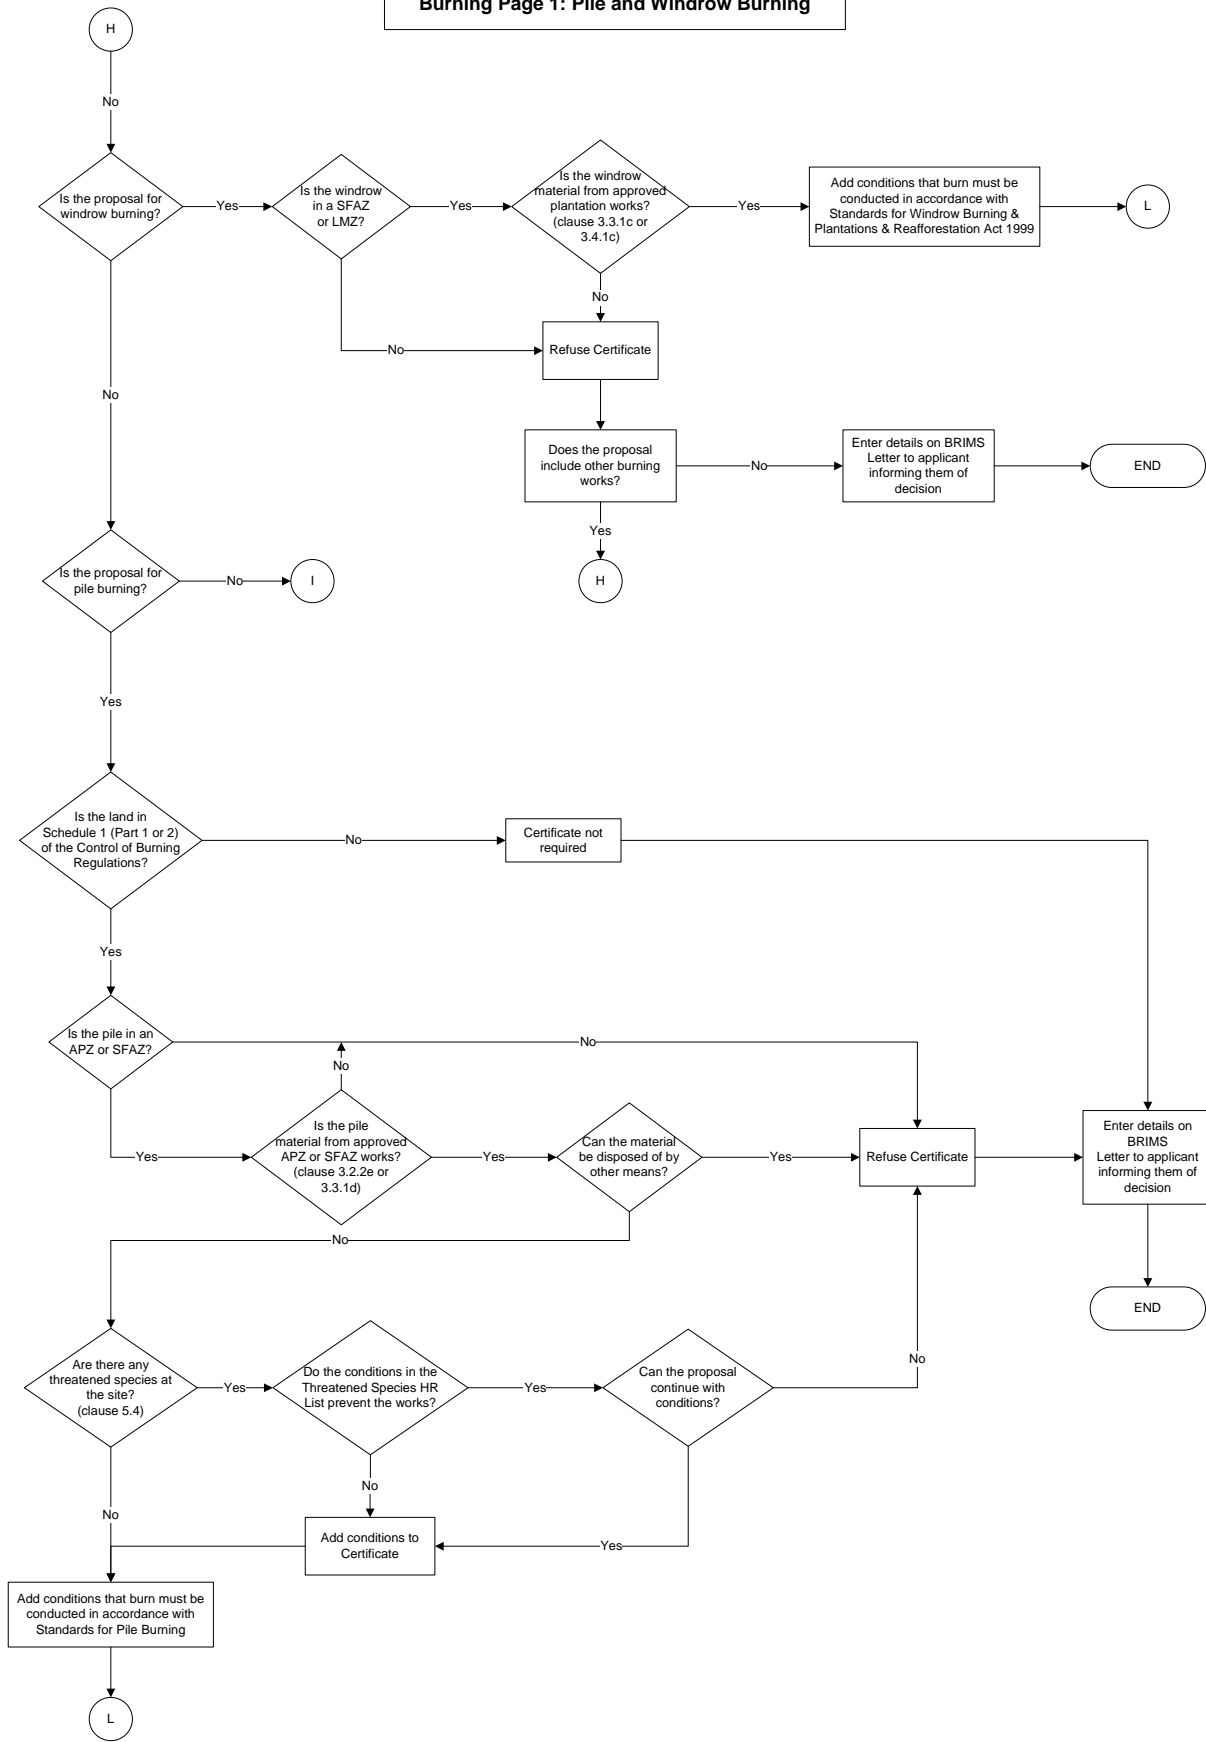 Burning Page 1: Pile and Windrow Burning
H
No
Is the proposal for
windrow burning?
Yes
Is the windrow
in a SFAZ
or LMZ?
Yes
Is the windrow
material from approved
plantation works?
(clause 3.3.1c or
3.4.1c)
Yes
Add conditions that burn must be
conducted in accordance with
Standards for Windrow Burning &
Plantations & Reafforestation Act 1999
L
No
No
Refuse Certificate
No
Does the proposal
include other burning
works?
No
Enter details on BRIMS
Letter to applicant
informing them of
decision
END
Yes
H
Is the proposal for
pile burning?
No
I
Yes
Is the land in
Schedule 1 (Part 1 or 2)
of the Control of Burning
Regulations?
No
Certificate not
required
Yes
Is the pile in an
APZ or SFAZ?
No
No
Yes
Is the pile
material from approved
APZ or SFAZ works?
(clause 3.2.2e or
3.3.1d)
Yes
Can the material
be disposed of by
other means?
Yes
Refuse Certificate
Enter details on
BRIMS
Letter to applicant
informing them of
decision
No
END
Are there any
threatened species at
the site?
(clause 5.4)
Yes
Do the conditions in the
Threatened Species HR
List prevent the works?
Yes
Can the proposal
continue with
conditions?
No
No
No
Add conditions to
Certificate
Yes
Add conditions that burn must be
conducted in accordance with
Standards for Pile Burning
L